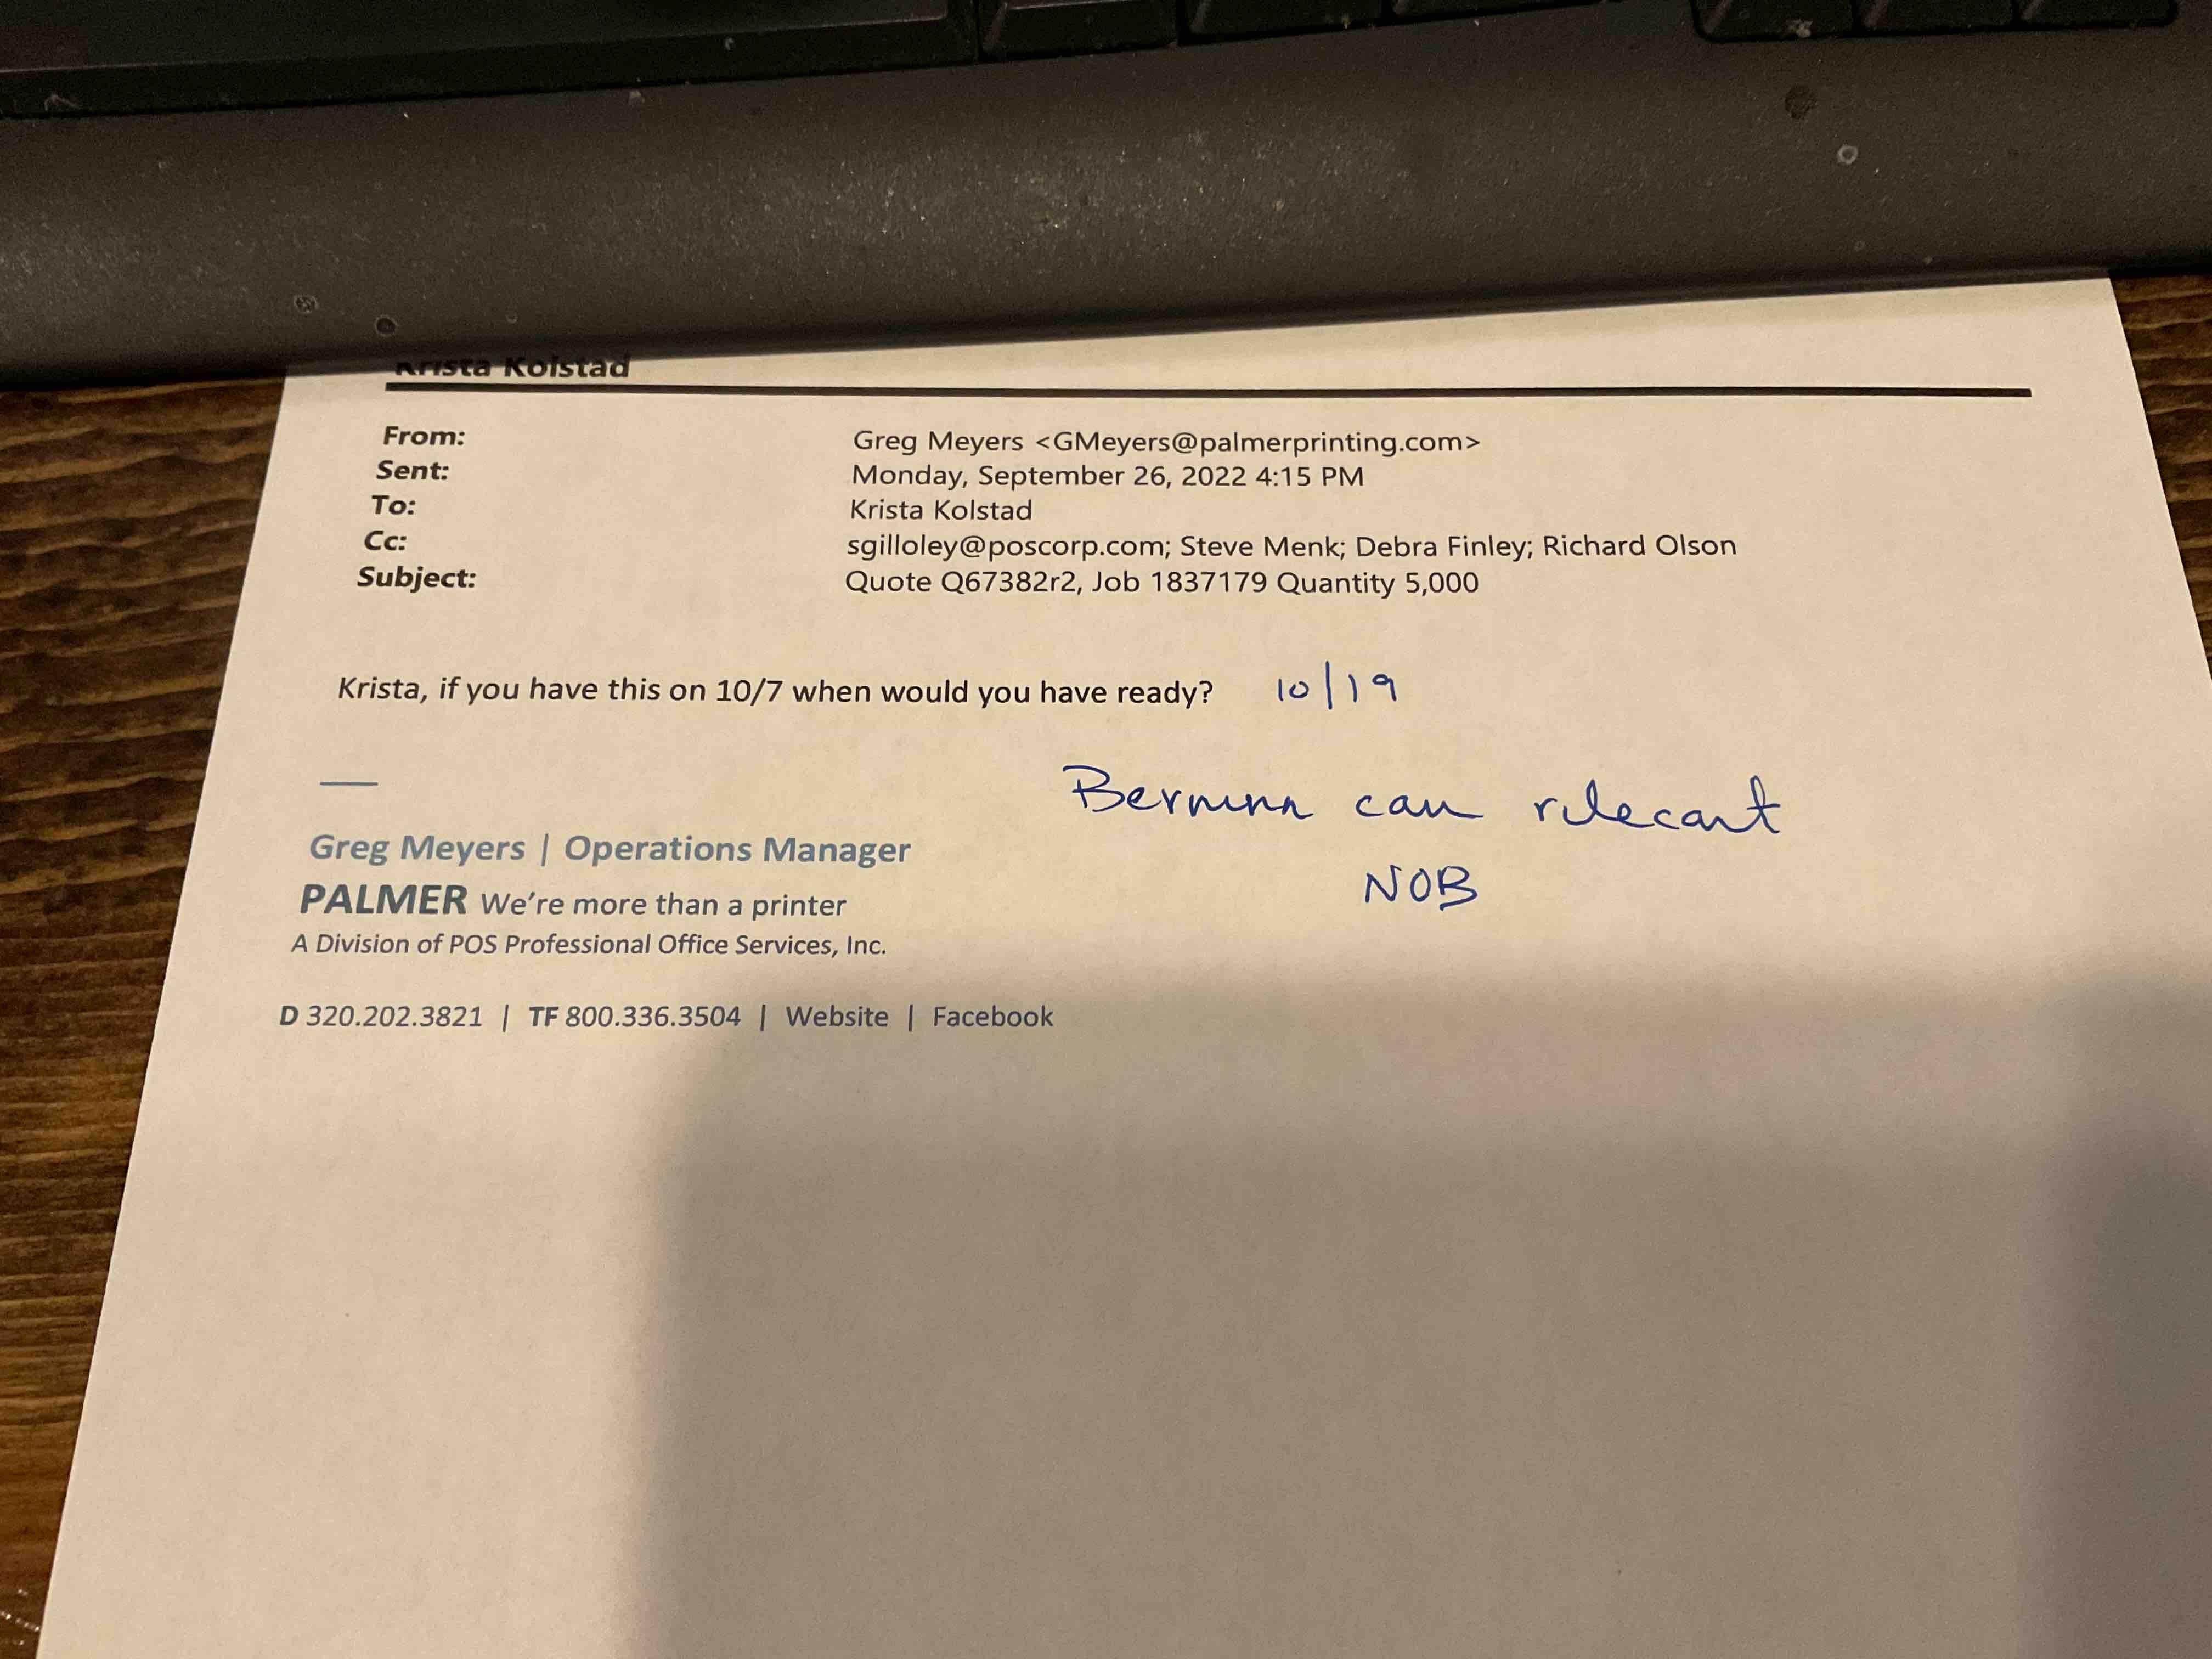 Krista Kolstad
From: Greg Meyers <GMeyers@palmerprinting.com>
Sent: Monday, September 26, 2022 4:15 PM
To: Krista Kolstad
Cc: sgilloley@poscorp.com; Steve Menk; Debra Finley; Richard Olson
Subject: Quote Q67382r2, Job 1837179 Quantity 5,000
Krista, if you have this on 10/7 when would you have ready? 10/19
can
NOB
Greg Meyers | Operations Manager
PALMER We're more than a printer
A Division of POS Professional Office Services, Inc.
D 320.202.3821 | TF 800.336.3504 | Website | Facebook